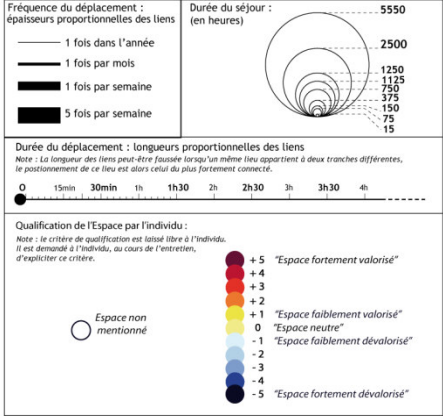 Fréquence du déplacement :
épaisseurs proportionnelles des liens
1 fois dans l'année
1 fois par mois
1 fois par semaine
5 fois par semaine
Durée du séjour :
(en heures)
5550
2500
1250
1125
750
375
150
75
15
Durée du déplacement : longueurs proportionnelles des liens
Note : La longueur des liens peut-être faussée lorsqu'un même lieu appartient à deux tranches différentes,
le postionnement de ce lieu est alors celui du plus fortement connecté.
0 15min 30min 1h 1h30 2h 2h30 3h 3h30 4h
Qualification de l'Espace par l'individu :
Note : le critère de qualification est laissé libre à l'individu.
Il est demandé à l'individu, au cours de l'entretien,
d'expliciter ce critère.
Espace non
mentionné
+ 5 "Espace fortement valorisé"
+ 4
+ 3
+ 2
+ 1 "Espace faiblement valorisé"
0 "Espace neutre"
- 1 "Espace faiblement dévalorisé"
- 2
- 3
- 4
- 5 "Espace fortement dévalorisé"